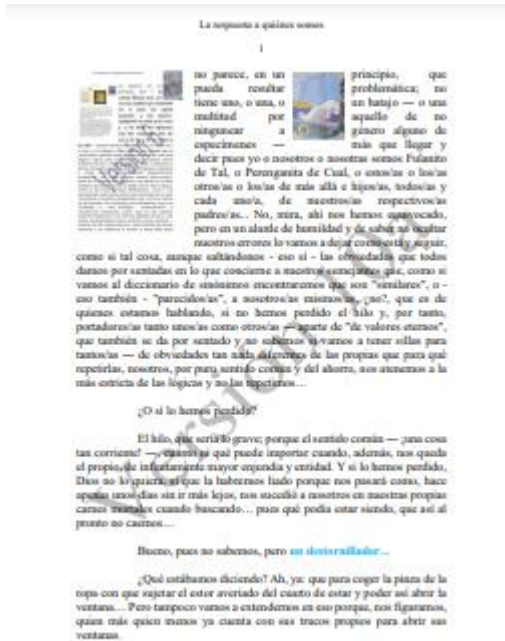 La respuesta a quiénes somos
1
no parece, en un principio, que
pueda resultar problemática; no
tiene uno, o una, o un hatajo — o una
multitud por aquello de no
ningunear a género alguno de
especímenes — más que llegar y
decir pues yo o nosotros o nosotras somos Fulanito
de Tal, o Perenganita de Cual, o estos/as o los/as
otros/as o los/as de más allá e hijos/as, todos/as y
cada uno/a, de nuestros/as respectivos/as
padres/as... No, mira, ahí nos hemos equivocado,
pero en un alarde de humildad y de saber no ocultar
nuestros errores lo vamos a dejar como está y seguir,
como si tal cosa, aunque saltándonos - eso sí - las obviedades que todos
damos por sentadas en lo que concierne a nuestros semejantes que, como si
vamos al diccionario de sinónimos encontraremos que son "similares", o -
eso también - "parecidos/as", a nosotros/as mismos/as ¿no?, que es de
quienes estamos hablando, si no hemos perdido el hilo y, por tanto,
portadores/as tanto unos/as como otros/as — parte de "de valores eternos",
que también se da por sentado y no sabemos si vamos a tener sillas para
tantos/as — de obviedades tan nada diferentes de las propias que para qué
repetirlas, nosotros, por puro sentido común y del ahorro, nos atenemos a la
más estricta de las lógicas y no las repetimos…
¿O sí lo hemos perdido?
El hilo, que sería lo grave; porque el sentido común — ¡una cosa
tan corriente! — cuánto ni qué puede importar cuando, además, nos queda
el propio, de infinitamente mayor enjundia y entidad. Y si lo hemos perdido,
Dios no lo quiera, sí que la habremos liado porque nos pasará como, hace
apenas unos días sin ir más lejos, nos sucedió a nosotros en nuestras propias
carnes mortales cuando buscando… pues qué podía estar siendo, que así al
pronto no caemos…
Bueno, pues no sabemos, pero un destornillador…
¿Qué estábamos diciendo? Ah, ya: que para coger la pinza de la
ropa con que sujetar el estor averiado del cuarto de estar y poder así abrir la
ventana… Pero tampoco vamos a extendernos en eso porque, nos figuramos,
quien más quien menos ya cuenta con sus trucos propios para abrir sus
ventanas
Versión 10a